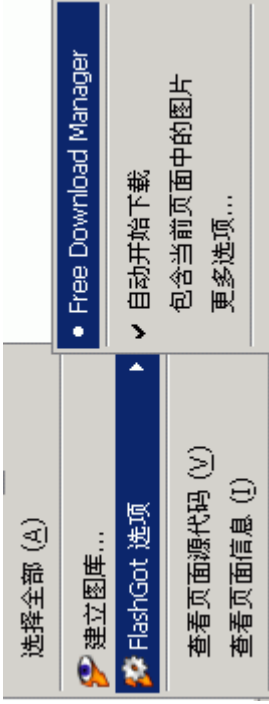 选择全部 (A)
建立图库...
FlashGot 选项
查看页面源代码 (V)
查看页面信息 (I)
Free Download Manager
自动开始下载
包含当前页面中的图片
更多选项...